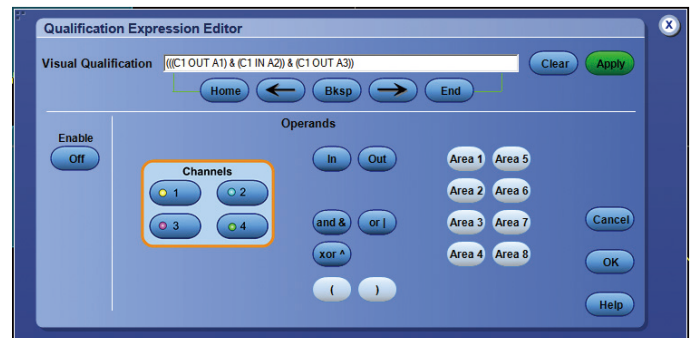 Qualification Expression Editor
X
Visual Qualification (((C1 OUT A1) & (C1 IN A2)) & (C1 OUT A3)) Clear Apply
Home Bksp End
Operands
Enable
Off
Channels
1 2
3 4
In Out
and & or |
xor ^
( )
Area 1 Area 5
Area 2 Area 6
Area 3 Area 7
Area 4 Area 8
Cancel
OK
Help